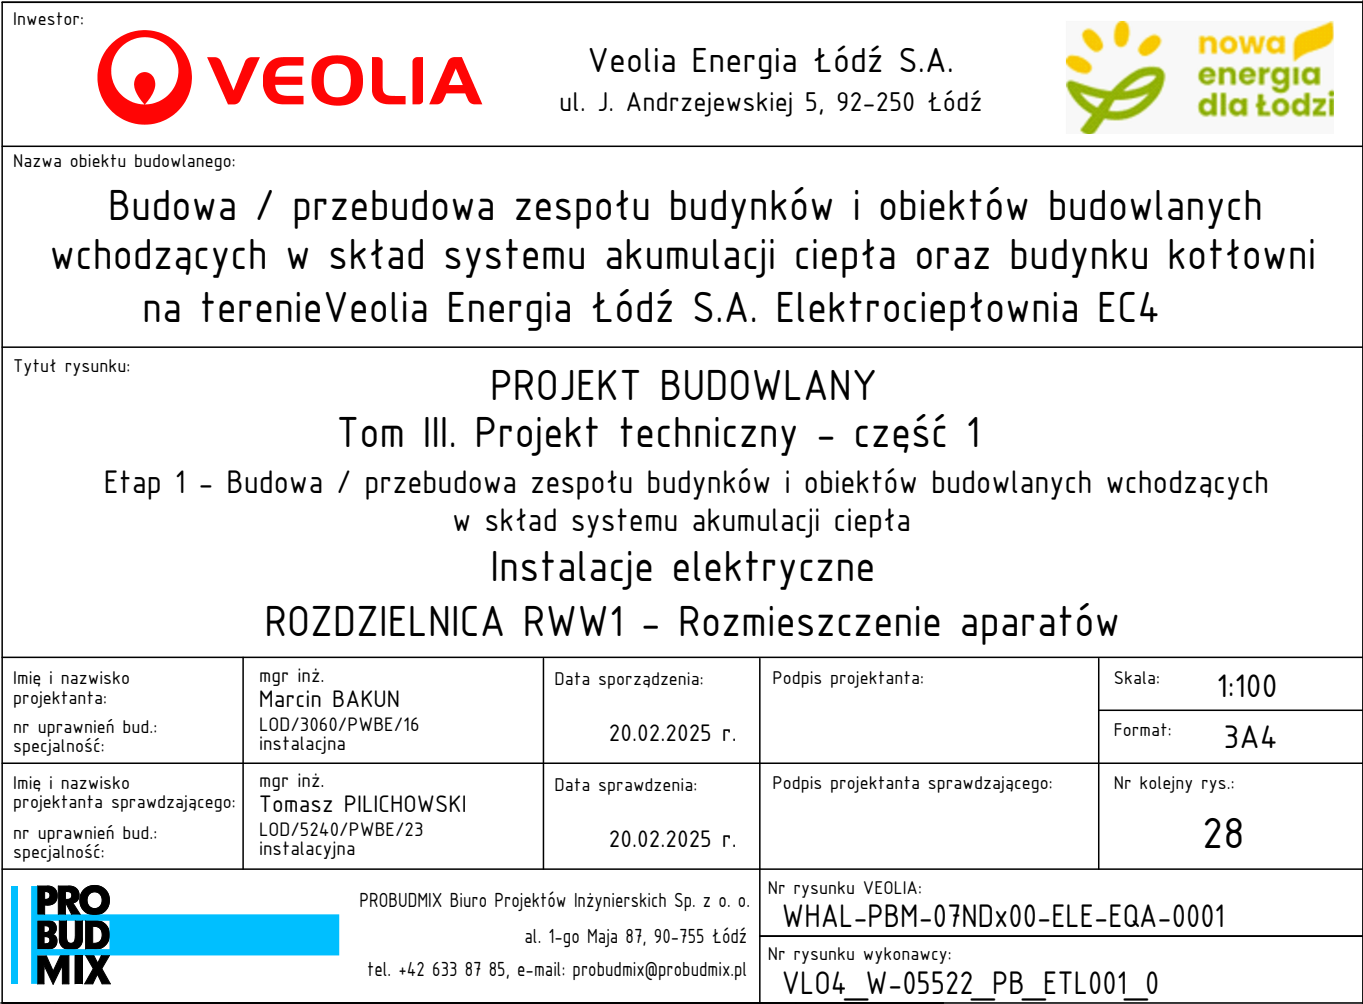 Inwestor:
VEOLIA
Veolia Energia Łódź S.A.
ul. J. Andrzejewskiej 5, 92-250 Łódź
nowa
energia
dla Łodzi
Nazwa obiektu budowlanego:
Budowa / przebudowa zespołu budynków i obiektów budowlanych
wchodzących w skład systemu akumulacji ciepła oraz budynku kotłowni
na terenieVeolia Energia Łódź S.A. Elektrociepłownia EC4
Tytuł rysunku:
PROJEKT BUDOWLANY
Tom III. Projekt techniczny - część 1
Etap 1 - Budowa / przebudowa zespołu budynków i obiektów budowlanych wchodzących
w skład systemu akumulacji ciepła
Instalacje elektryczne
ROZDZIELNICA RWW1 - Rozmieszczenie aparatów
Imię i nazwisko
projektanta:
nr uprawnień bud.:
specjalność:
mgr inż.
Marcin BAKUN
LOD/3060/PWBE/16
instalacjna
Data sporządzenia:
20.02.2025 r.
Podpis projektanta:
Skala:
1:100
Format:
3A4
Imię i nazwisko
projektanta sprawdzającego:
nr uprawnień bud.:
specjalność:
mgr inż.
Tomasz PILICHOWSKI
LOD/5240/PWBE/23
instalacyjna
Data sprawdzenia:
20.02.2025 r.
Podpis projektanta sprawdzającego:
Nr kolejny rys.:
28
PRO
BUD
MIX
PROBUDMIX Biuro Projektów Inżynierskich Sp. z o. o.
al. 1-go Maja 87, 90-755 Łódź
tel. +42 633 87 85, e-mail: probudmix@probudmix.pl
Nr rysunku VEOLIA:
WHAL-PBM-07NDx00-ELE-EQA-0001
Nr rysunku wykonawcy:
VLO4_W-05522_PB_ETL001_0